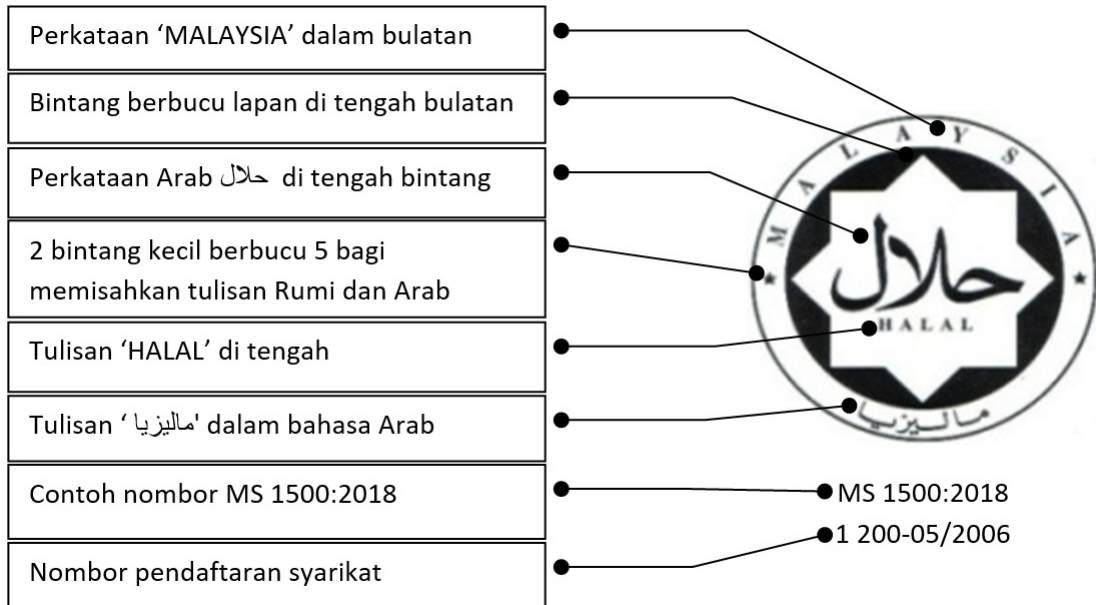 Perkataan ‘MALAYSIA’ dalam bulatan
Bintang berbucu lapan di tengah bulatan
Perkataan Arab حلال di tengah bintang
2 bintang kecil berbucu 5 bagi
memisahkan tulisan Rumi dan Arab
Tulisan ‘HALAL’ di tengah
Tulisan ‘ ماليزيا' dalam bahasa Arab
Contoh nombor MS 1500:2018
Nombor pendaftaran syarikat
MALAYSIA
حلال
HALAL
ماليزيا
MS 1500:2018
1 200-05/2006